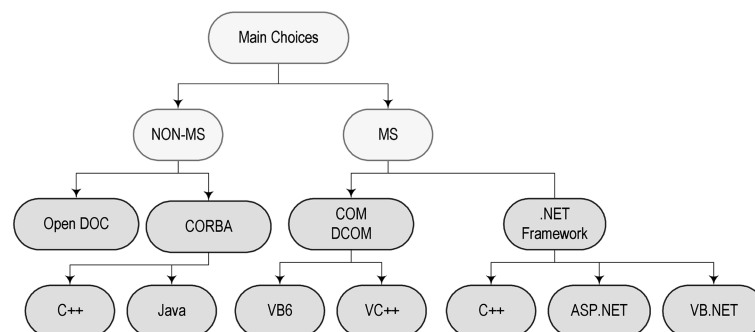 Main Choices
NON-MS
MS
Open DOC
CORBA
COM
DCOM
.NET
Framework
C++
Java
VB6
VC++
C++
ASP.NET
VB.NET